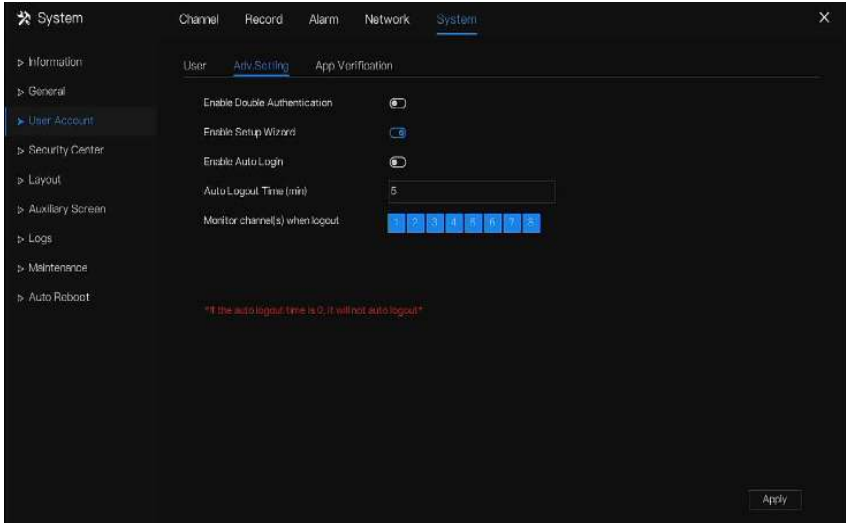 System
Channel Record Alarm Network System X
Information
General
User Account
Security Center
Layout
Auxiliary Screen
Logs
Maintenance
Auto Reboot
User Adv.Setting App Verification
Enable Double Authentication
Enable Setup Wizard
Enable Auto Login
Auto Logout Time (min) 5
Monitor channel(s) when logout 1 2 3 4 5 6 7 8
*If the auto logout time is 0, it will not auto logout*
Apply